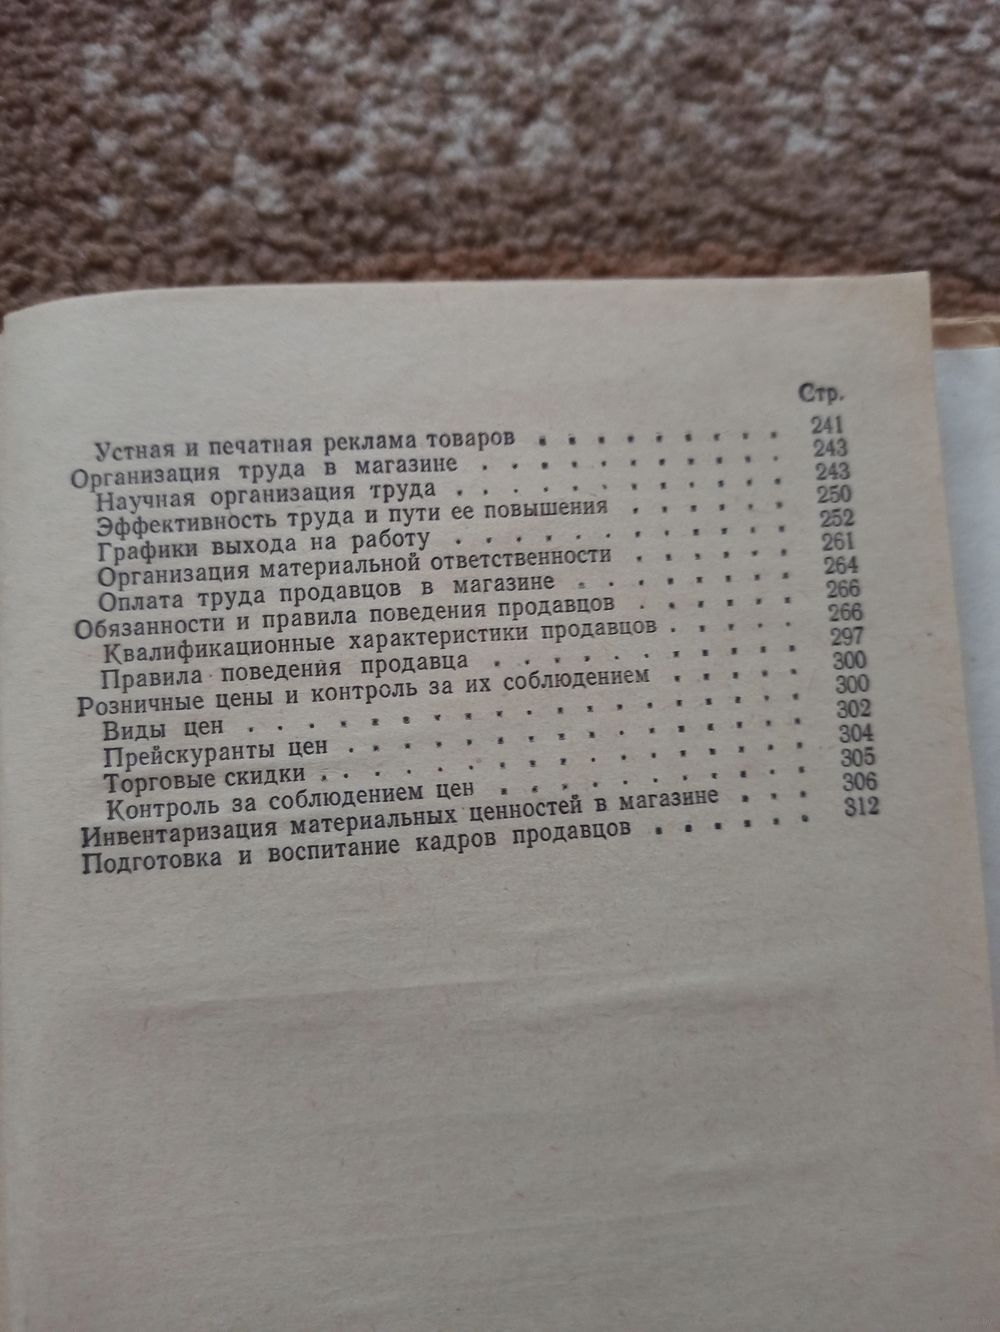 Стр.
Устная и печатная реклама товаров . . . . . . . . . 241
Организация труда в магазине . . . . . . . . . . . 243
Научная организация труда . . . . . . . . . . . . 243
Эффективность труда и пути ее повышения . . . . . . 250
Графики выхода на работу . . . . . . . . . . . . 252
Организация материальной ответственности . . . . . . 261
Оплата труда продавцов в магазине . . . . . . . . 264
Обязанности и правила поведения продавцов . . . . . . 266
Квалификационные характеристики продавцов . . . . . 266
Правила поведения продавца . . . . . . . . . . . 297
Розничные цены и контроль за их соблюдением . . . . . 300
Виды цен . . . . . . . . . . . . . . . . . . 300
Прейскуранты цен . . . . . . . . . . . . . . . 302
Торговые скидки . . . . . . . . . . . . . . . . 304
Контроль за соблюдением цен . . . . . . . . . . . 305
Инвентаризация материальных ценностей в магазине . . . 306
Подготовка и воспитание кадров продавцов . . . . . . 312